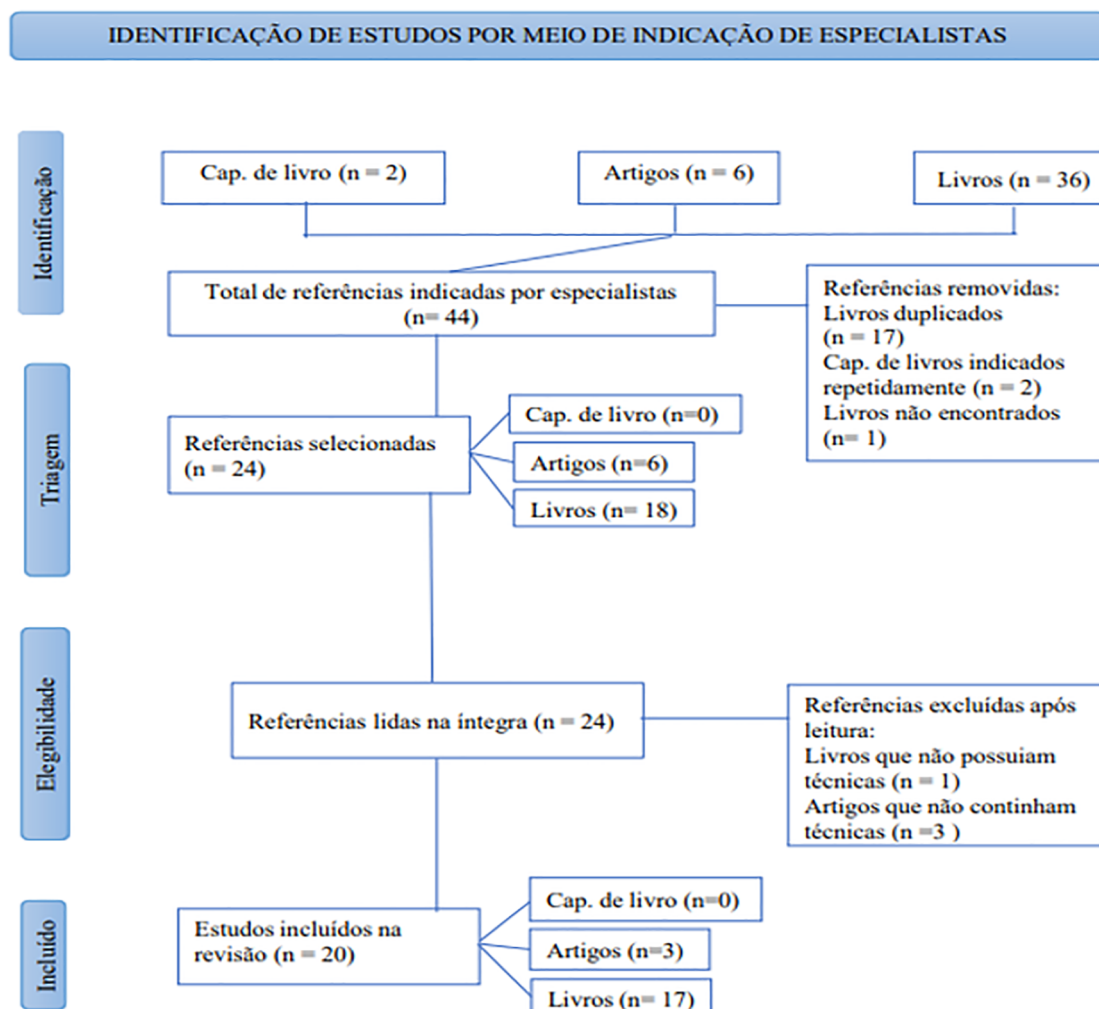 IDENTIFICAÇÃO DE ESTUDOS POR MEIO DE INDICAÇÃO DE ESPECIALISTAS
Identificação
Cap. de livro (n = 2)
Artigos (n = 6)
Livros (n = 36)
Total de referências indicadas por especialistas
(n= 44)
Referências removidas:
Livros duplicados
(n = 17)
Cap. de livros indicados
repetidamente (n = 2)
Livros não encontrados
(n= 1)
Triagem
Referências selecionadas
(n = 24)
Cap. de livro (n=0)
Artigos (n=6)
Livros (n= 18)
Elegibilidade
Referências lidas na íntegra (n = 24)
Referências excluídas após
leitura:
Livros que não possuiam
técnicas (n = 1)
Artigos que não continham
técnicas (n =3 )
Incluído
Estudos incluídos na
revisão (n = 20)
Cap. de livro (n=0)
Artigos (n=3)
Livros (n= 17)